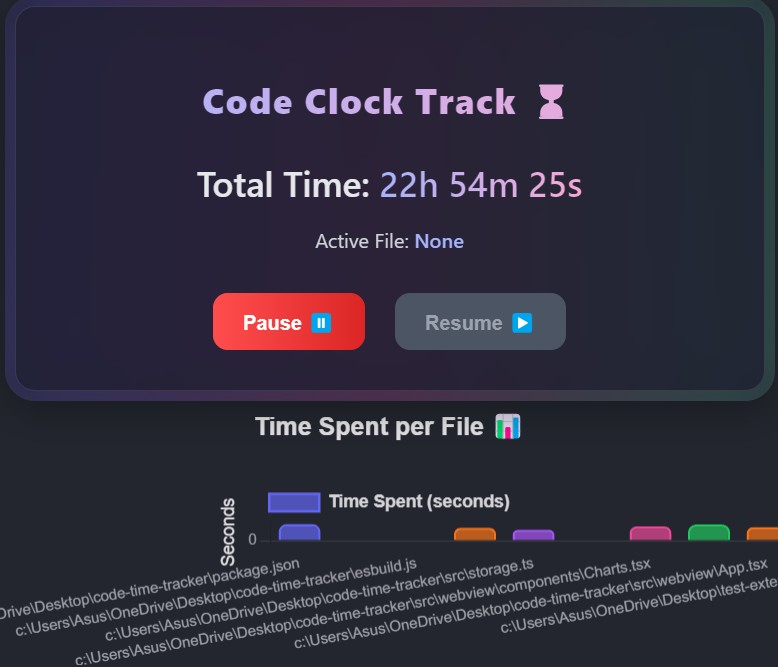 Code Clock Track
Total Time: 22h 54m 25s
Active File: None
Pause
Resume
Time Spent per File
Time Spent (seconds)
Seconds
0
Drive\Desktop\code-time-tracker\package.json
c:\Users\Asus\OneDrive\Desktop\code-time-tracker\esbuild.js
c:\Users\Asus\OneDrive\Desktop\code-time-tracker\src\storage.ts
c:\Users\Asus\OneDrive\Desktop\code-time-tracker\src\webview\components\Charts.tsx
c:\Users\Asus\OneDrive\Desktop\code-time-tracker\src\webview\App.tsx
c:\Users\Asus\OneDrive\Desktop\test-exte